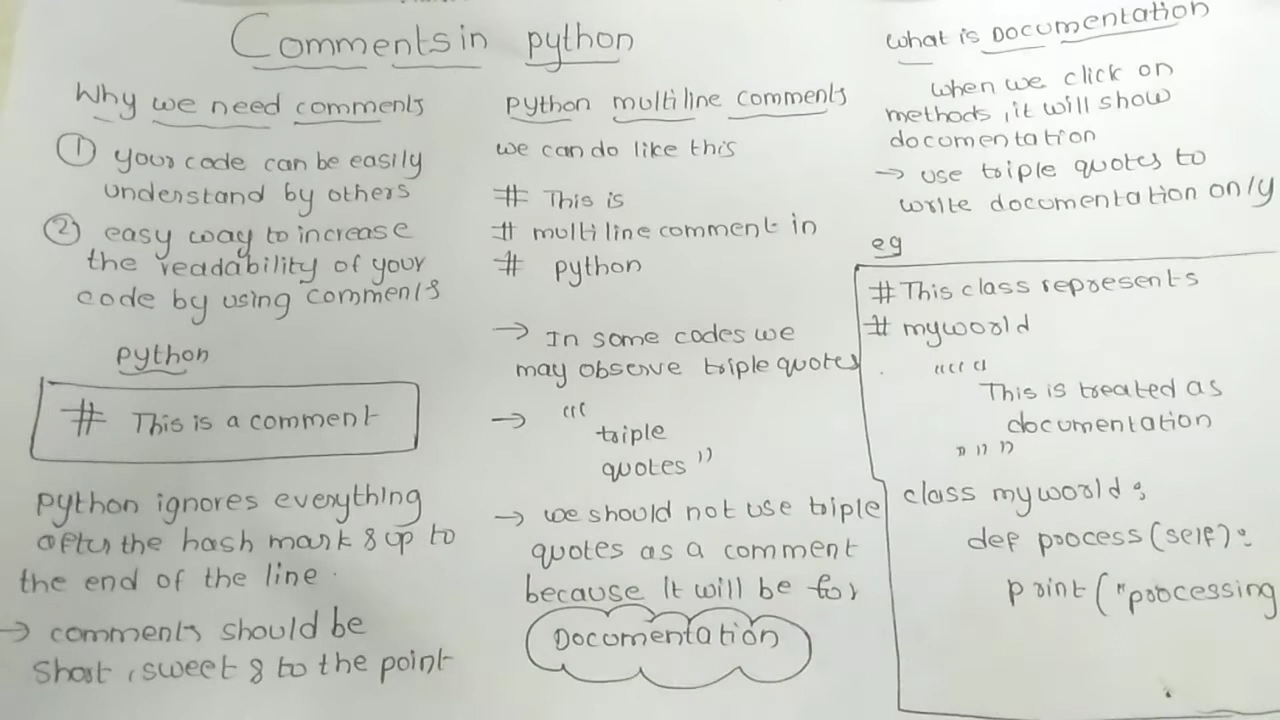 Comments in python
Why we need comments
① your code can be easily
understand by others
② easy way to increase
the readability of your
code by using comments
python
# This is a comment
python ignores everything
after the hash mark & up to
the end of the line.
→ comments should be
short, sweet & to the point
python multiline comments
we can do like this
# This is
# multiline comment in
# python
→ In some codes we
may observe triple quotes.
→ "'
triple
quotes "
→ we should not use triple
quotes as a comment
because it will be for
Documentation
what is Documentation
when we click on
methods, it will show
documentation
→ use triple quotes to
write documentation only
eg
# This class represents
# myworld
"""
This is treated as
documentation
"""
class myworld:
def process(self):
print("processing